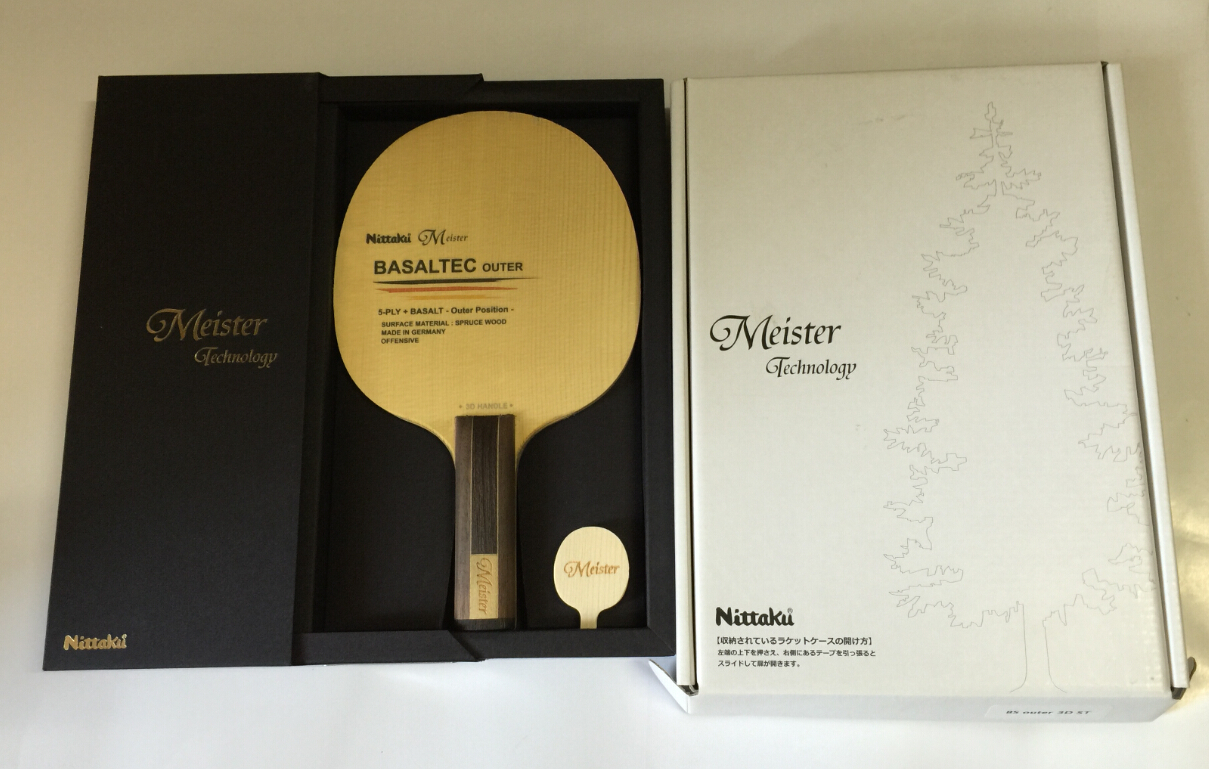 Meister
Technology
Nittaku
Nittaku Meister
BASALTEC OUTER
5-PLY + BASALT - Outer Position -
SURFACE MATERIAL : SPRUCE WOOD
MADE IN GERMANY
OFFENSIVE
* 3D HANDLE *
Meister
Meister
Meister
Technology
Nittaku®
【収納されているラケットケースの開け方】
左端の上下を押さえ、右側にあるテープを引っ張ると
スライドして扉が開きます。
BS outer 3D ST